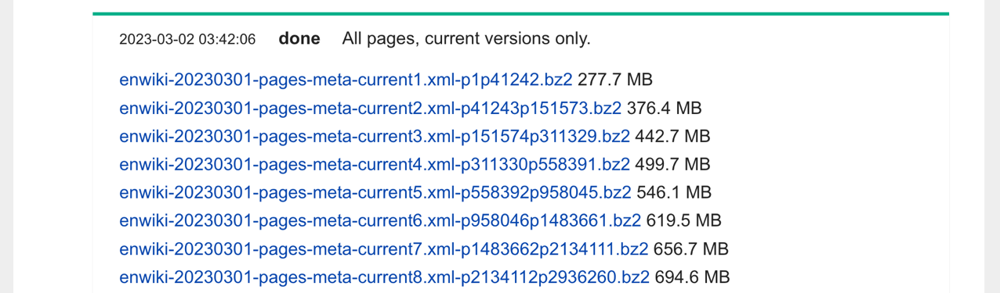 2023-03-02 03:42:06 done All pages, current versions only.
enwiki-20230301-pages-meta-current1.xml-p1p41242.bz2 277.7 MB
enwiki-20230301-pages-meta-current2.xml-p41243p151573.bz2 376.4 MB
enwiki-20230301-pages-meta-current3.xml-p151574p311329.bz2 442.7 MB
enwiki-20230301-pages-meta-current4.xml-p311330p558391.bz2 499.7 MB
enwiki-20230301-pages-meta-current5.xml-p558392p958045.bz2 546.1 MB
enwiki-20230301-pages-meta-current6.xml-p958046p1483661.bz2 619.5 MB
enwiki-20230301-pages-meta-current7.xml-p1483662p2134111.bz2 656.7 MB
enwiki-20230301-pages-meta-current8.xml-p2134112p2936260.bz2 694.6 MB